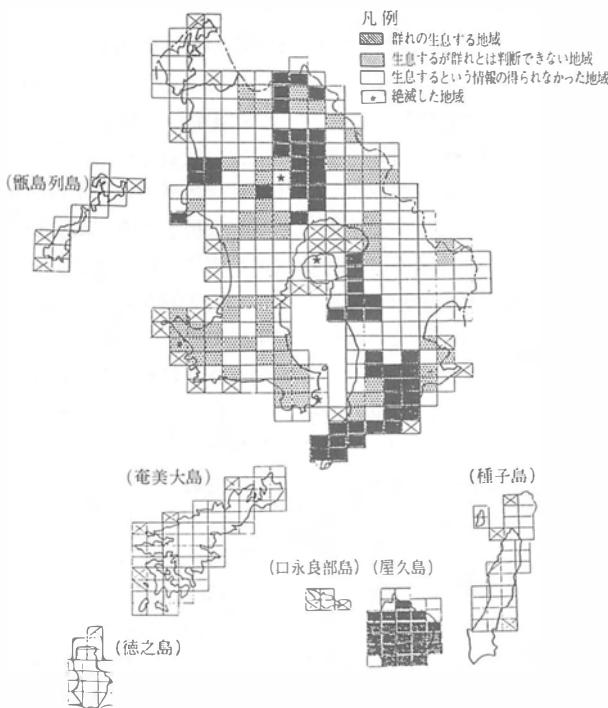 凡例
群れの生息する地域
生息するが群れとは判断できない地域
生息するという情報の得られなかった地域
* 絶滅した地域
(甑島列島)
(奄美大島)
(種子島)
(口永良部島)
(屋久島)
(徳之島)